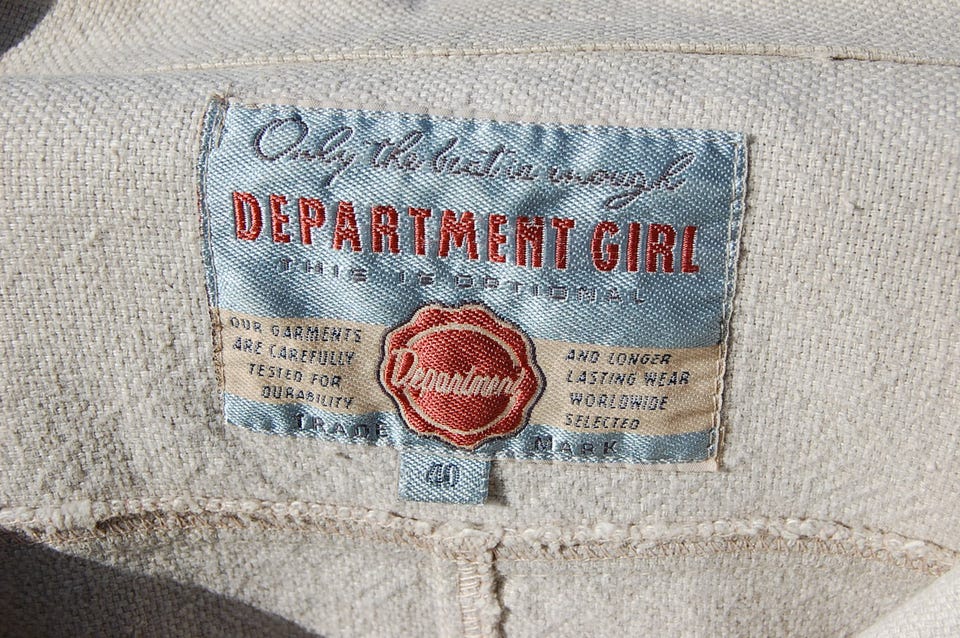 Only the best is enough
DEPARTMENT GIRL
THIS IS OPTIONAL
OUR GARMENTS
ARE CAREFULLY
TESTED FOR
DURABILITY
Department
AND LONGER
LASTING WEAR
WORLDWIDE
SELECTED
TRADE MARK
40